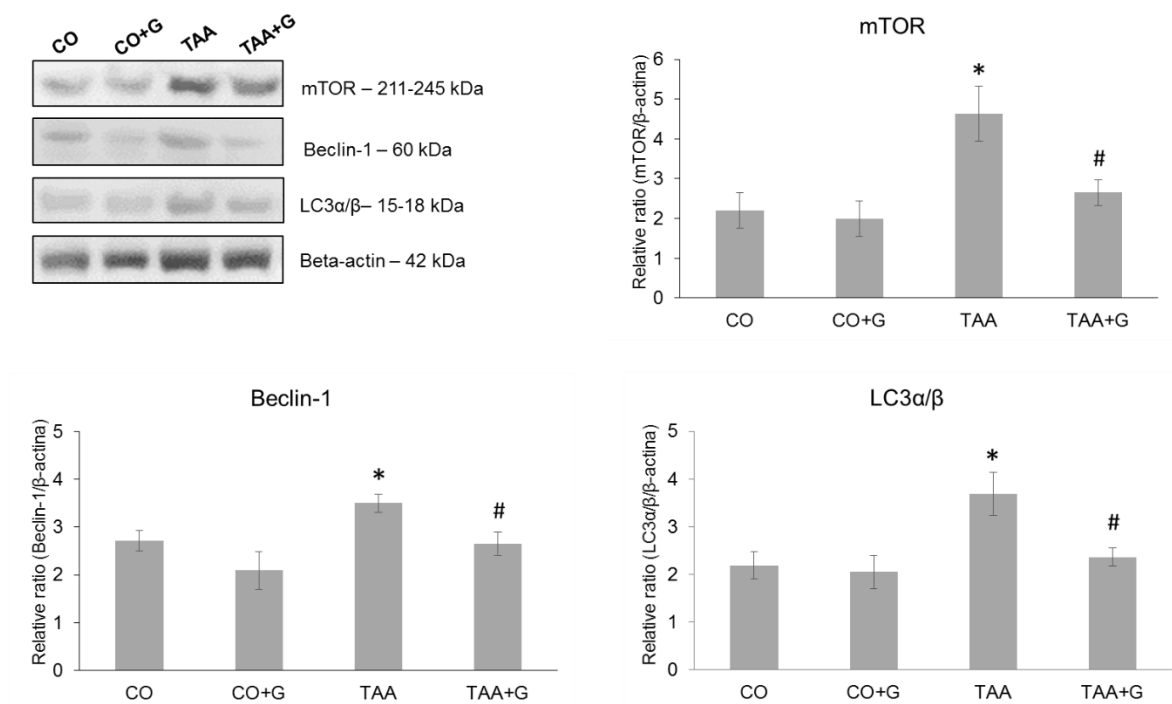 CO CO+G TAA TAA+G
mTOR – 211-245 kDa
Beclin-1 – 60 kDa
LC3α/β– 15-18 kDa
Beta-actin – 42 kDa
mTOR
Relative ratio (mTOR/β-actina)
6
5
4
3
2
1
0
*
#
CO CO+G TAA TAA+G
Beclin-1
Relative ratio (Beclin-1/β-actina)
5
4
3
2
1
0
*
#
CO CO+G TAA TAA+G
LC3α/β
Relative ratio (LC3α/β/β-actina)
5
4
3
2
1
0
*
#
CO CO+G TAA TAA+G